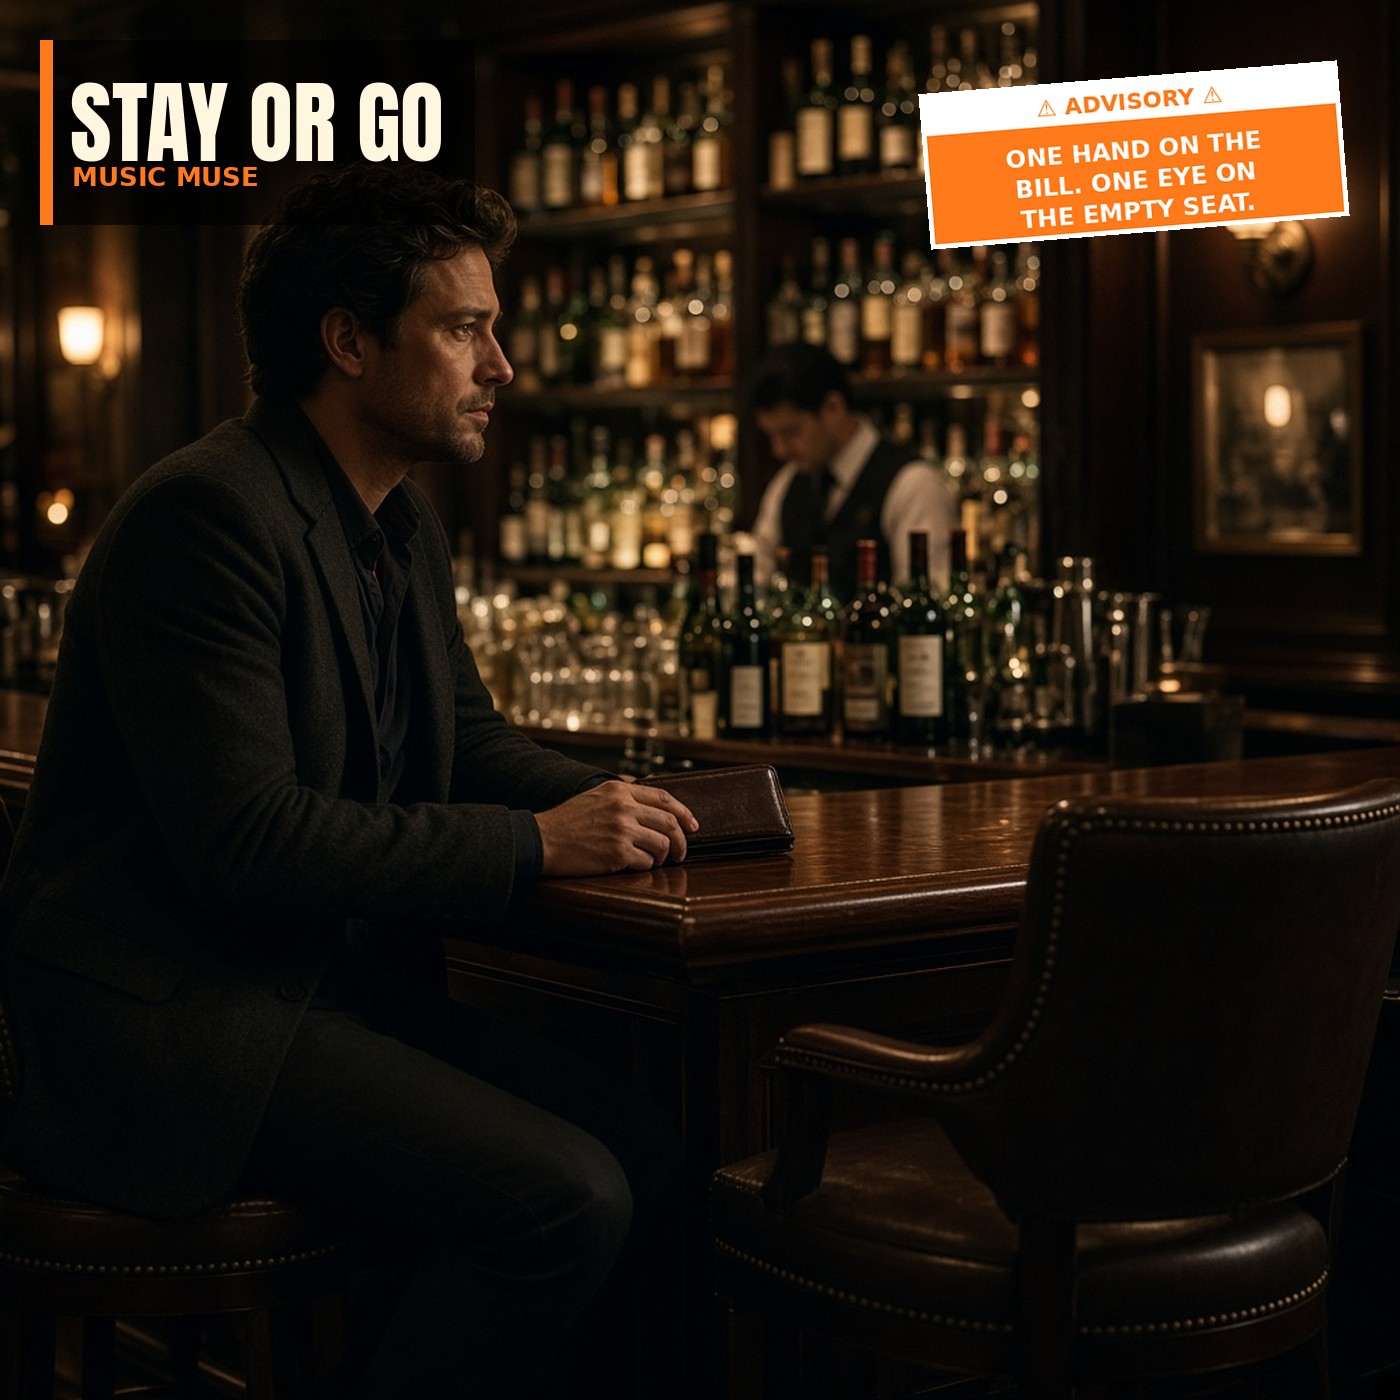 STAY OR GO
MUSIC MUSE
⚠ ADVISORY ⚠
ONE HAND ON THE
BILL. ONE EYE ON
THE EMPTY SEAT.